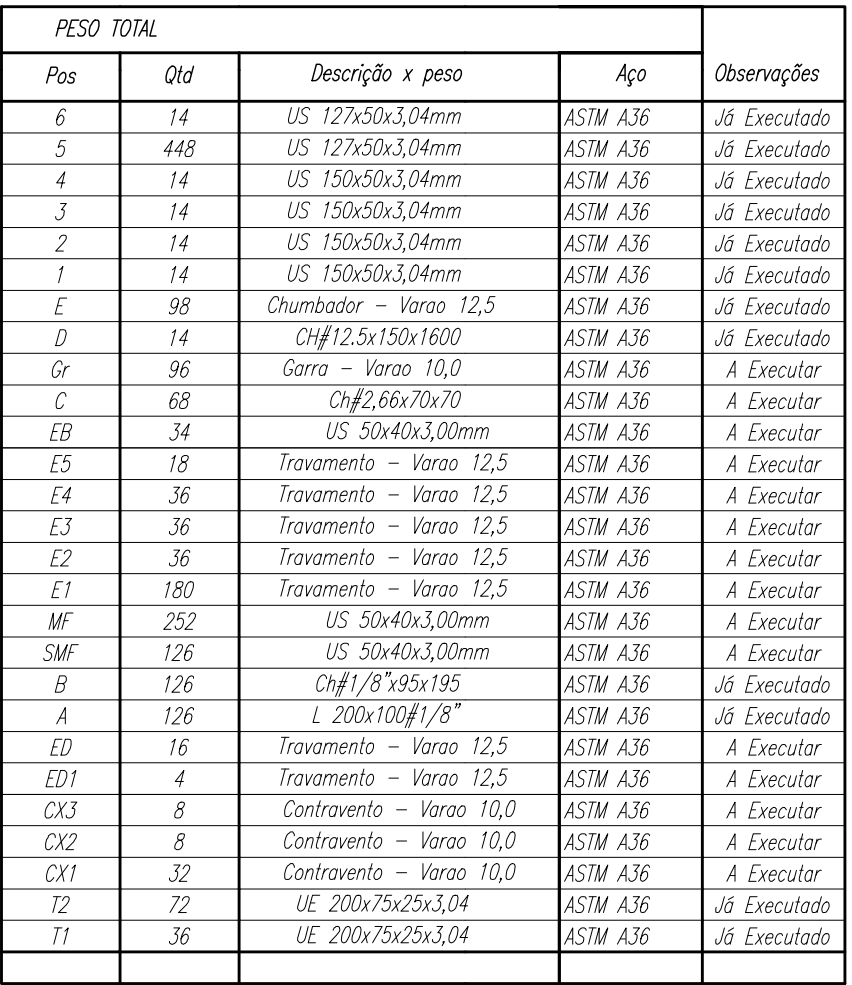 PESO TOTAL
Pos Qtd Descrição x peso Aço Observações
6 14 US 127x50x3,04mm ASTM A36 Já Executado
5 448 US 127x50x3,04mm ASTM A36 Já Executado
4 14 US 150x50x3,04mm ASTM A36 Já Executado
3 14 US 150x50x3,04mm ASTM A36 Já Executado
2 14 US 150x50x3,04mm ASTM A36 Já Executado
1 14 US 150x50x3,04mm ASTM A36 Já Executado
E 98 Chumbador - Varao 12,5 ASTM A36 Já Executado
D 14 CH#12.5x150x1600 ASTM A36 Já Executado
Gr 96 Garra - Varao 10,0 ASTM A36 A Executar
C 68 Ch#2,66x70x70 ASTM A36 A Executar
EB 34 US 50x40x3,00mm ASTM A36 A Executar
E5 18 Travamento - Varao 12,5 ASTM A36 A Executar
E4 36 Travamento - Varao 12,5 ASTM A36 A Executar
E3 36 Travamento - Varao 12,5 ASTM A36 A Executar
E2 36 Travamento - Varao 12,5 ASTM A36 A Executar
E1 180 Travamento - Varao 12,5 ASTM A36 A Executar
MF 252 US 50x40x3,00mm ASTM A36 A Executar
SMF 126 US 50x40x3,00mm ASTM A36 A Executar
B 126 Ch#1/8"x95x195 ASTM A36 Já Executado
A 126 L 200x100#1/8" ASTM A36 Já Executado
ED 16 Travamento - Varao 12,5 ASTM A36 A Executar
ED1 4 Travamento - Varao 12,5 ASTM A36 A Executar
CX3 8 Contravento - Varao 10,0 ASTM A36 A Executar
CX2 8 Contravento - Varao 10,0 ASTM A36 A Executar
CX1 32 Contravento - Varao 10,0 ASTM A36 A Executar
T2 72 UE 200x75x25x3,04 ASTM A36 Já Executado
T1 36 UE 200x75x25x3,04 ASTM A36 Já Executado